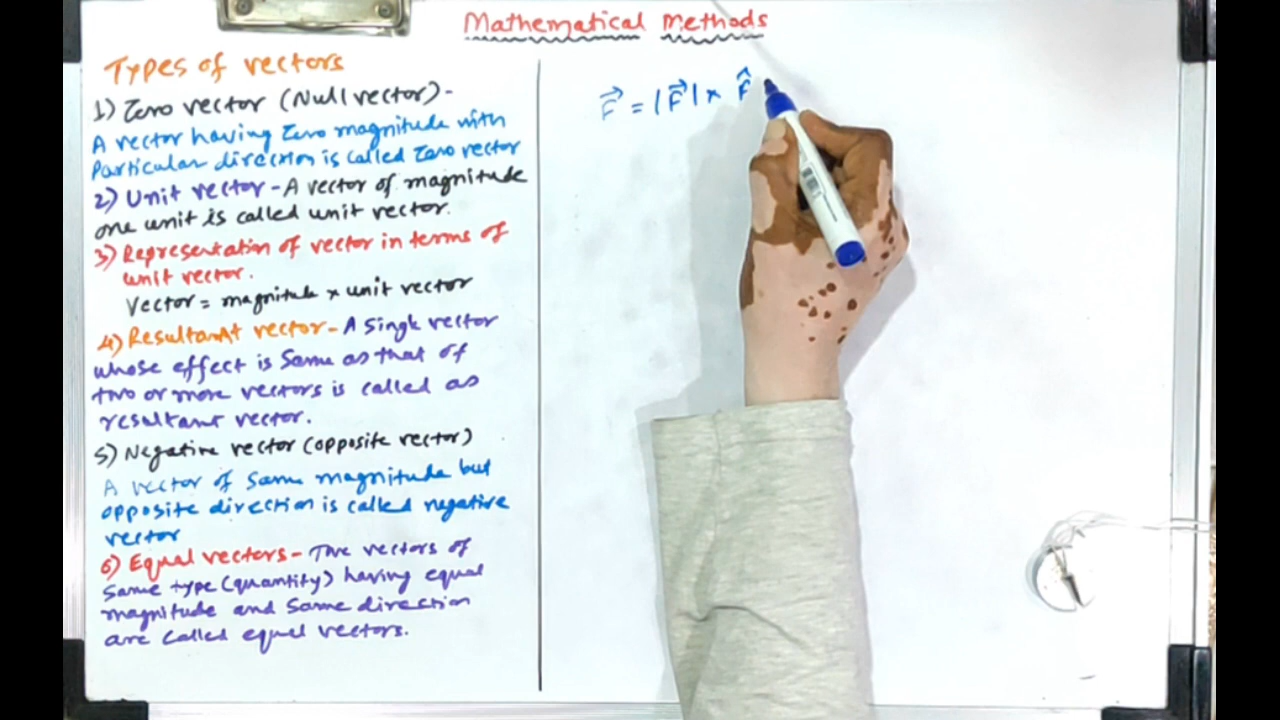 Mathematical Methods
Types of vectors
1) Zero vector (Null vector) -
A vector having Zero magnitude with
Particular direction is called Zero vector
2) Unit vector - A vector of magnitude
one unit is called unit vector.
3) Representation of vector in terms of
unit vector.
Vector = magnitude × unit vector
4) Resultant vector - A Single vector
whose effect is Same as that of
two or more vectors is called as
resultant vector.
5) Negative vector (opposite vector)
A vector of Same magnitude but
opposite direction is called negative
vector
6) Equal vectors - The vectors of
Same type (quantity) having equal
magnitude and Same direction
are called equal vectors.
F⃗ = |F⃗| × F̂